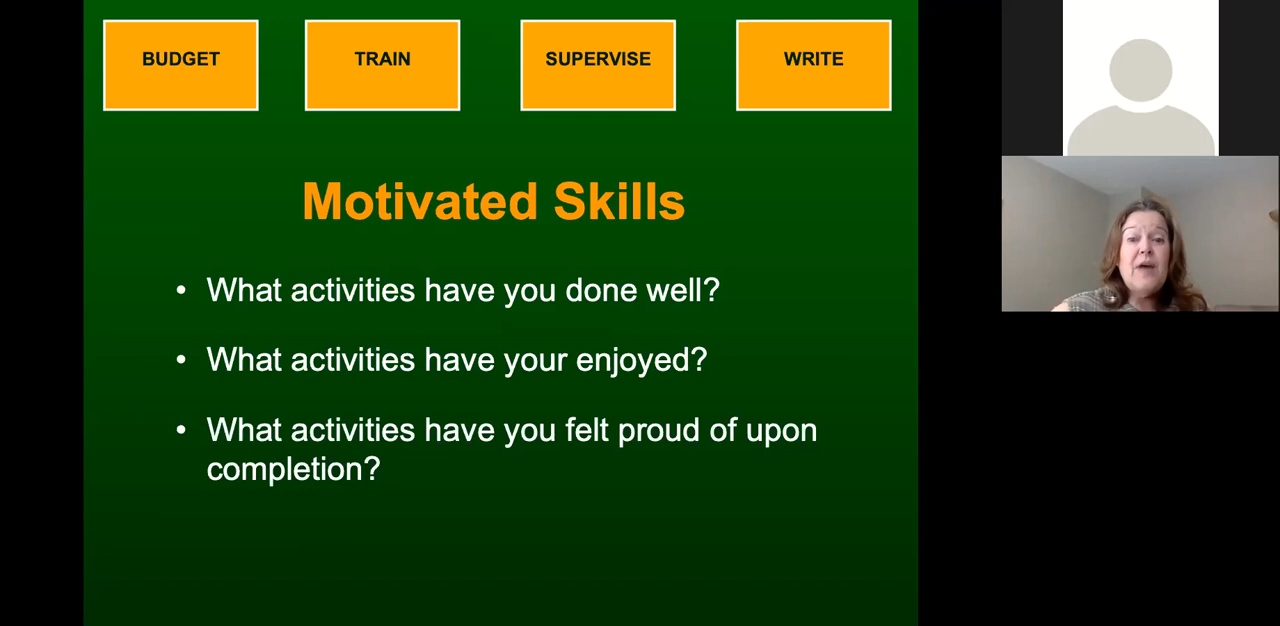 BUDGET
TRAIN
SUPERVISE
WRITE
Motivated Skills
• What activities have you done well?
• What activities have your enjoyed?
• What activities have you felt proud of upon
completion?